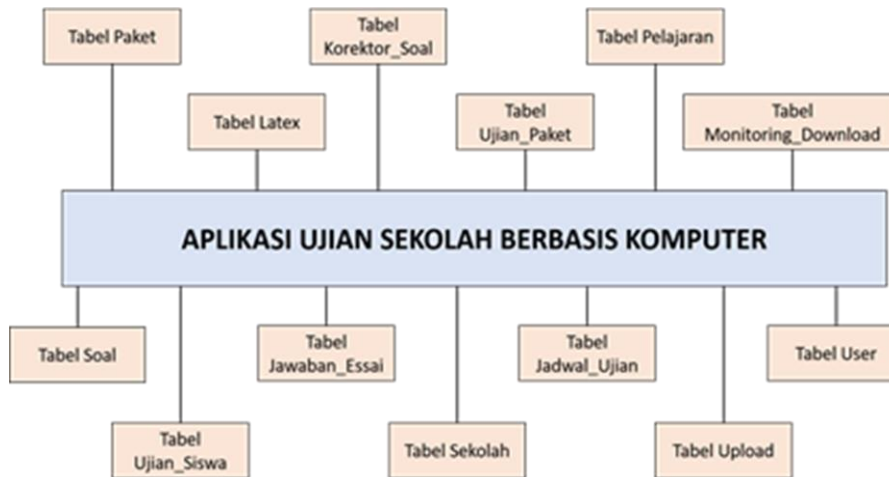 Tabel Paket
Tabel
Korektor_Soal
Tabel Pelajaran
Tabel Latex
Tabel
Ujian_Paket
Tabel
Monitoring_Download
APLIKASI UJIAN SEKOLAH BERBASIS KOMPUTER
Tabel Soal
Tabel
Jawaban_Essai
Tabel
Jadwal_Ujian
Tabel User
Tabel
Ujian_Siswa
Tabel Sekolah
Tabel Upload